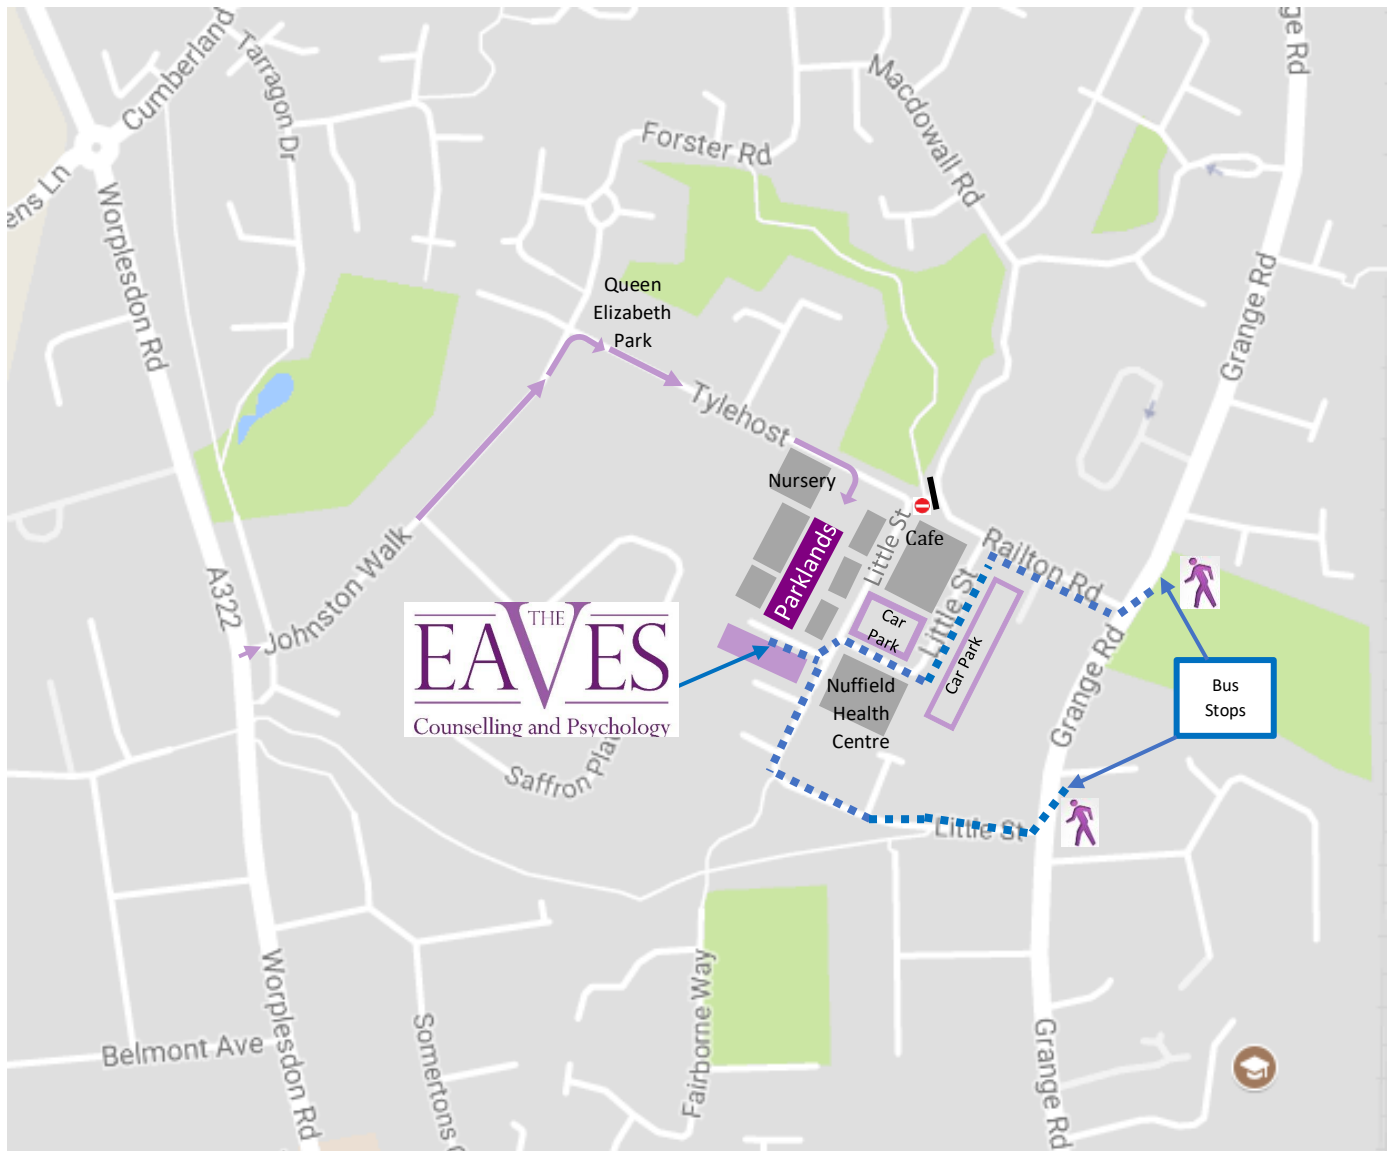 ge Rd
Cumberland
Tarragon Dr
Macdowall Rd
Forster Rd
ens Ln
Worplesdon Rd
Queen
Elizabeth
Park
Grange Rd
Tylehost
Nursery
Parklands
Little St
Cafe
Railton Rd
A322
Johnston Walk
THE
EAVES
Counselling and Psychology
Car
Park
Little St
Car Park
Grange Rd
Nuffield
Health
Centre
Bus
Stops
Saffron Pla
Little St
Worplesdon Rd
Belmont Ave
Somertons
Fairborne Way
Grange Rd